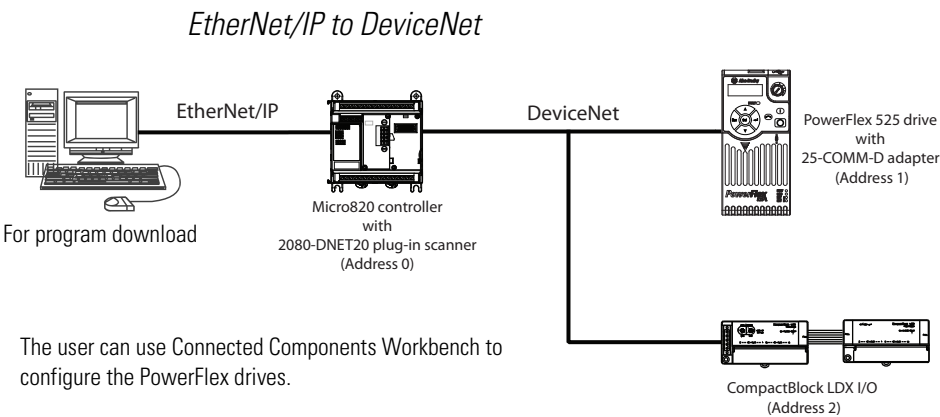 EtherNet/IP to DeviceNet
EtherNet/IP
DeviceNet
PowerFlex 525 drive
with
25-COMM-D adapter
(Address 1)
Micro820 controller
with
2080-DNET20 plug-in scanner
(Address 0)
For program download
The user can use Connected Components Workbench to
configure the PowerFlex drives.
CompactBlock LDX I/O
(Address 2)